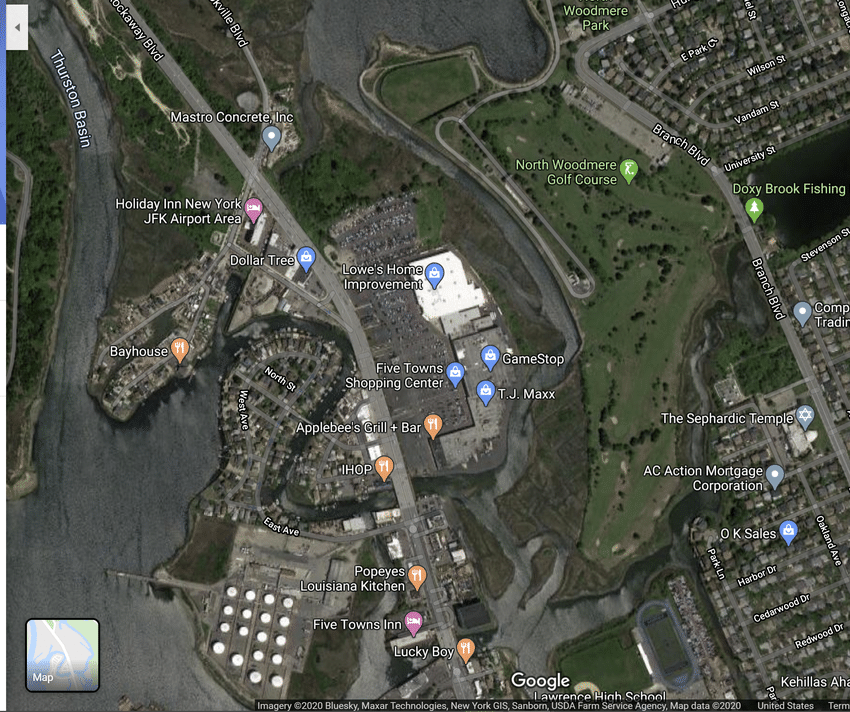 Rockaway Blvd
kville Blvd
North
Woodmere
Park
E Park Ct
Wilson St
Vandam St
Branch Blvd
University St
Thurston Basin
Mastro Concrete, Inc
North Woodmere
Golf Course
Doxy Brook Fishing
Holiday Inn New York
JFK Airport Area
Stevenson St
Dollar Tree
Lowe's Home
Improvement
Branch Blvd
Comp
Tradin
Bayhouse
GameStop
Five Towns
Shopping Center
North St
T.J. Maxx
West Ave
Applebee's Grill + Bar
The Sephardic Temple
IHOP
AC Action Mortgage
Corporation
East Ave
O K Sales
Oakland Ave
Park Ln
Popeyes
Louisiana Kitchen
Harbor Dr
Cedarwood Dr
Five Towns Inn
Redwood Dr
Lucky Boy
Map
Google
Kehillas Aha
Lawrence High School
Imagery ©2020 Bluesky, Maxar Technologies, New York GIS, Sanborn, USDA Farm Service Agency, Map data ©2020
United States
Term